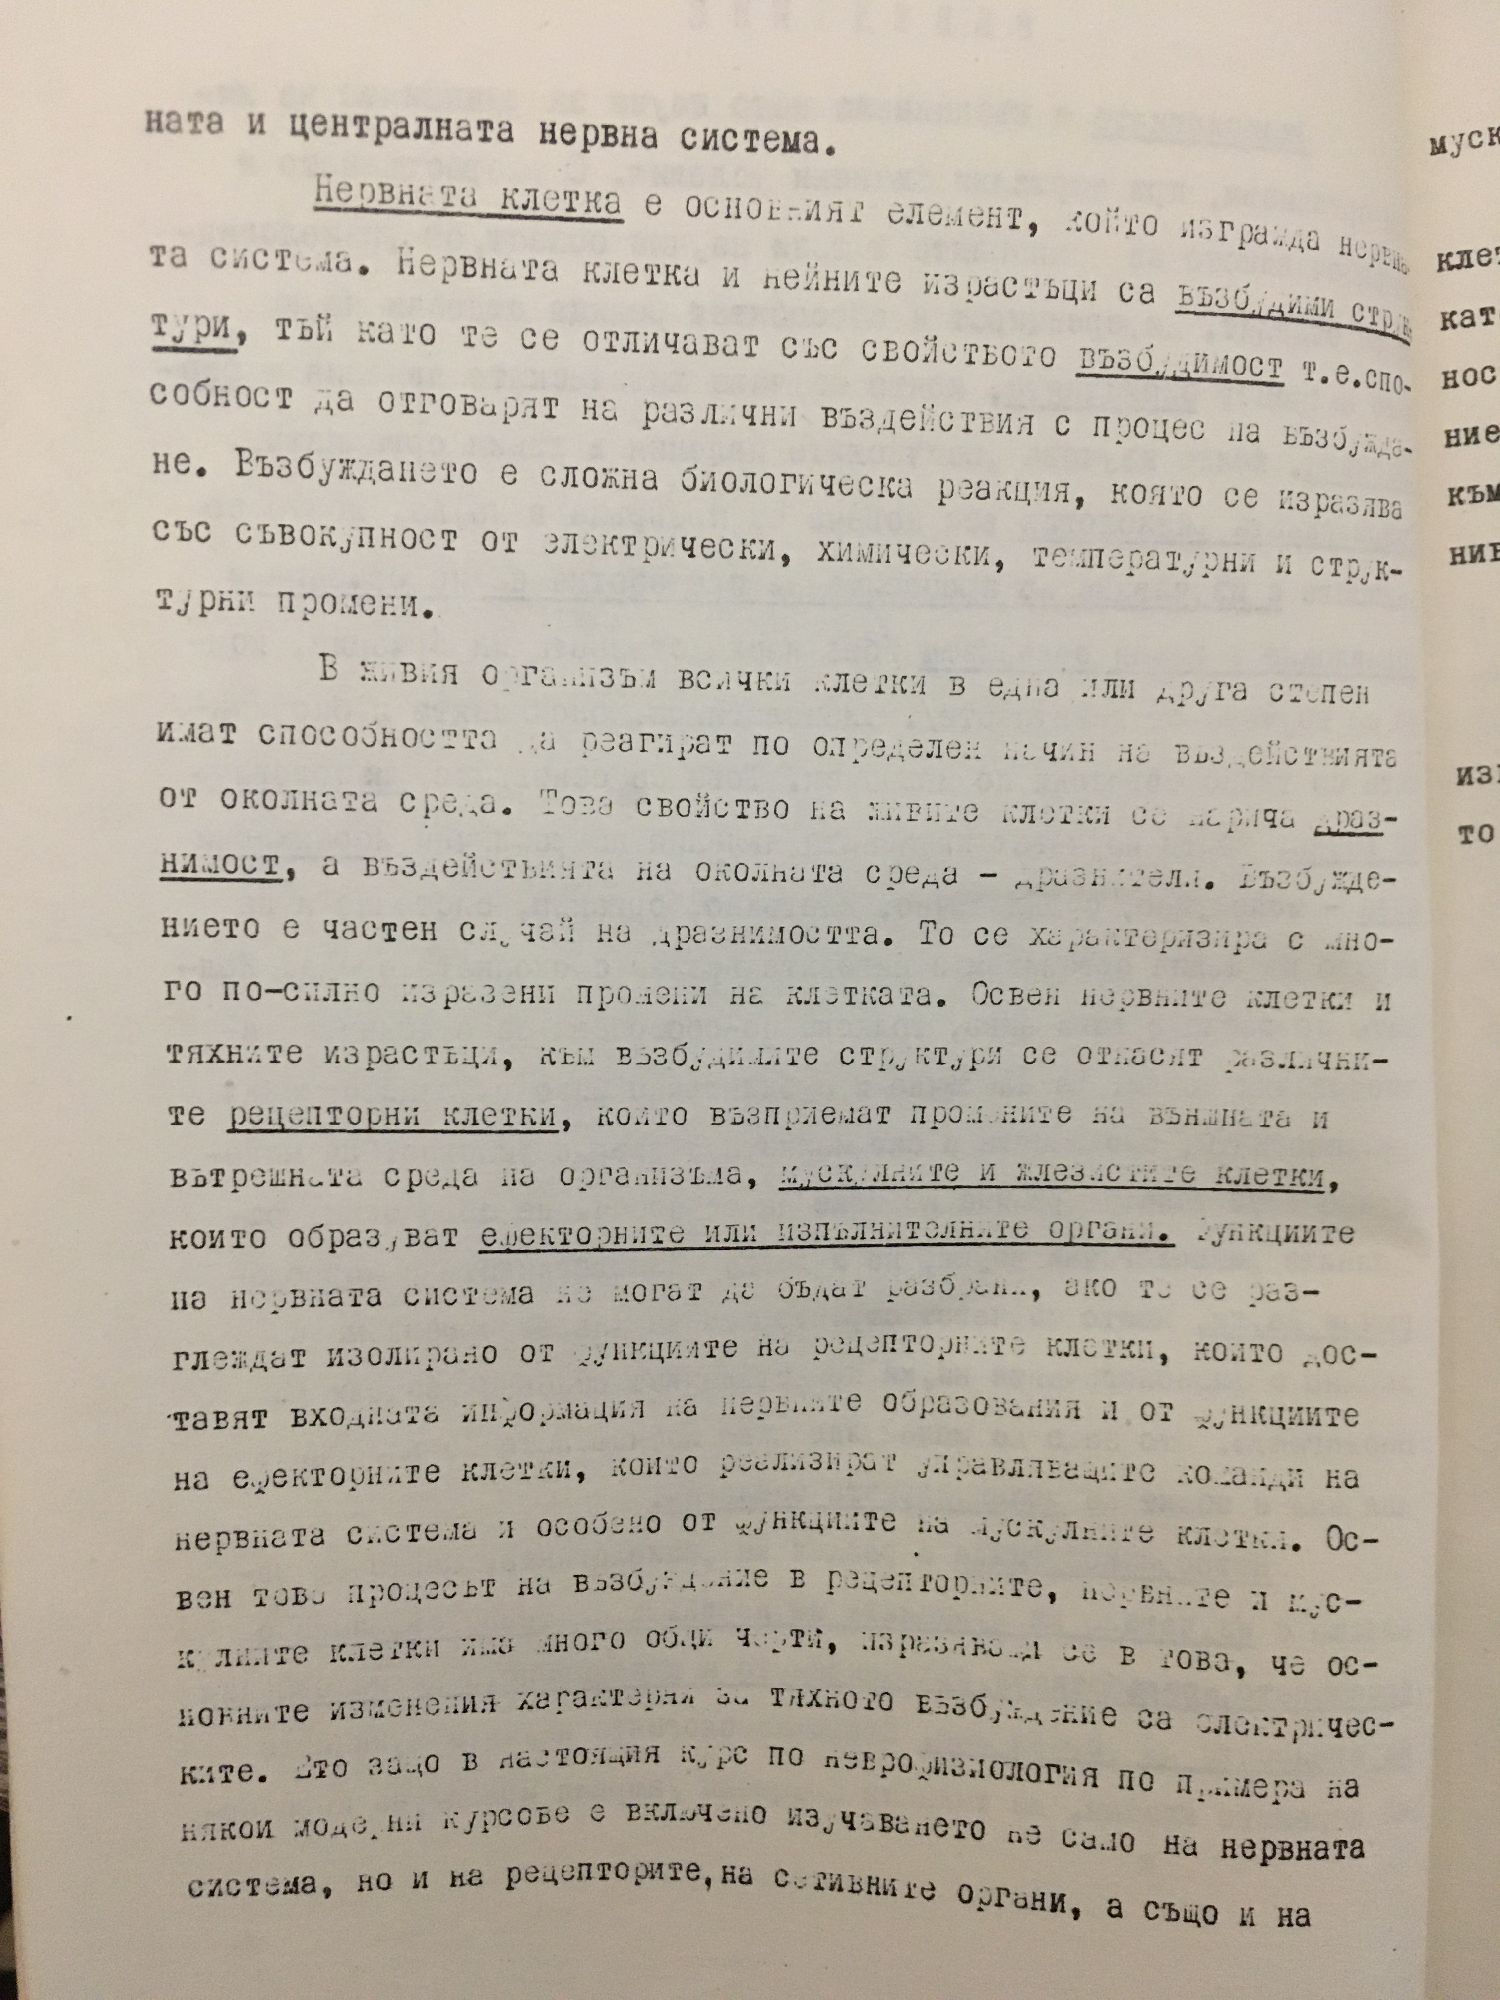 ната и централната нервна система.
Нервната клетка е основният елемент, който изгражда нервна-
та система. Нервната клетка и нейните израстъци са възбудими струк-
тури, тъй като те се отличават със свойството възбудимост т.е.спо-
собност да отговарят на различни въздействия с процес на възбужда-
не. Възбуждането е сложна биологическа реакция, която се изразява
със съвокупност от електрически, химически, температурни и струк-
турни промени.
В живия организъм всички клетки в една или друга степен
имат способността да реагират по определен начин на въздействията
от околната среда. Това свойство на живите клетки се нарича драз-
нимост, а въздействията на околната среда – дразнители. Възбужде-
нието е частен случай на дразнимостта. То се характеризира с мно-
го по-силно изразени промени на клетката. Освен нервните клетки и
тяхните израстъци, към възбудимите структури се отнасят различни-
те рецепторни клетки, които възприемат промените на външната и
вътрешната среда на организъма, мускулните и жлезистите клетки,
които образуват ефекторните или изпълнителните органи. Функциите
на нервната система не могат да бъдат разбрани, ако те се раз-
глеждат изолирано от функциите на рецепторните клетки, които дос-
тавят входната информация на нервните образования и от функциите
на ефекторните клетки, които реализират управляващите команди на
нервната система и особено от функциите на мускулните клетки. Ос-
вен това процесът на възбуждение в рецепторните, нервните и мус-
кулните клетки има много общи черти, изразяващи се в това, че ос-
новните изменения характерни за тяхното възбуждение са електричес-
ките. Ето защо в настоящия курс по неврофизиология по примера на
някои модерни курсове е включено изучаването не само на нервната
система, но и на рецепторите,на сетивните органи, а също и на